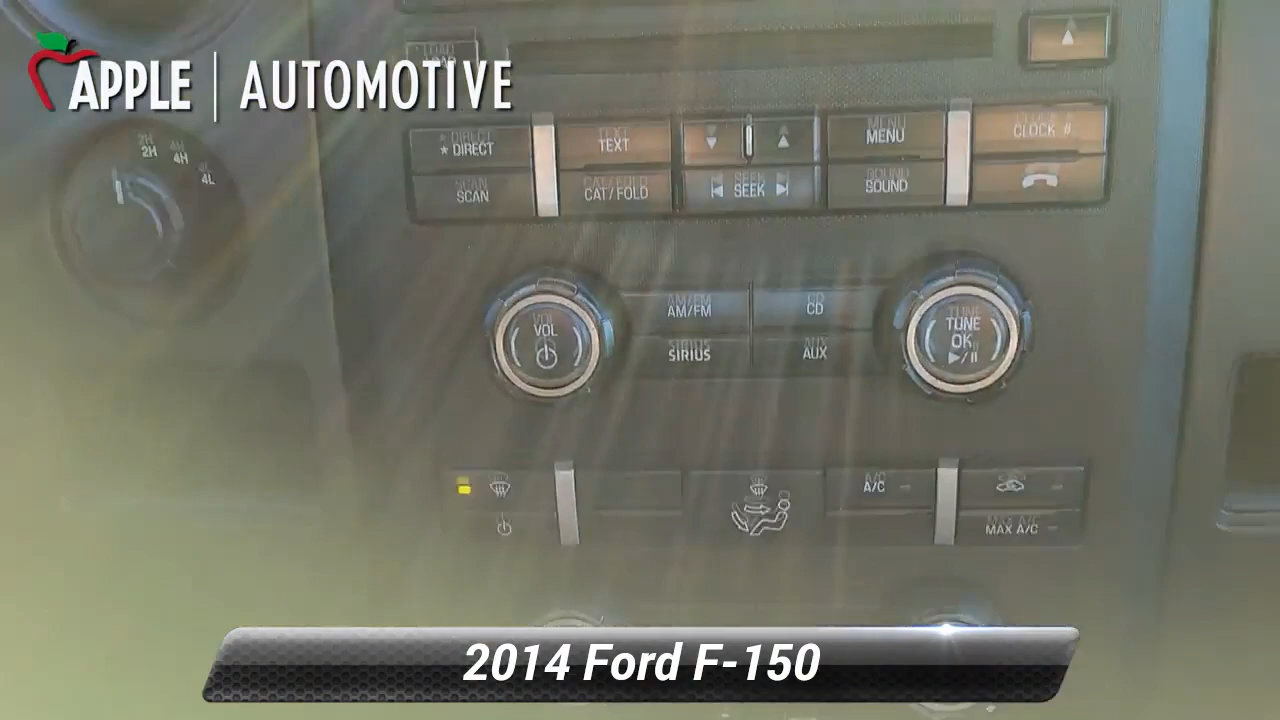 LOAD
APPLE | AUTOMOTIVE
2H 4H 4L
* DIRECT TEXT MENU CLOCK
SCAN CAT/FOLD SEEK SOUND
VOL AM/FM CD TUNE
OK
SIRIUS AUX
A/C
MAX A/C
2014 Ford F-150